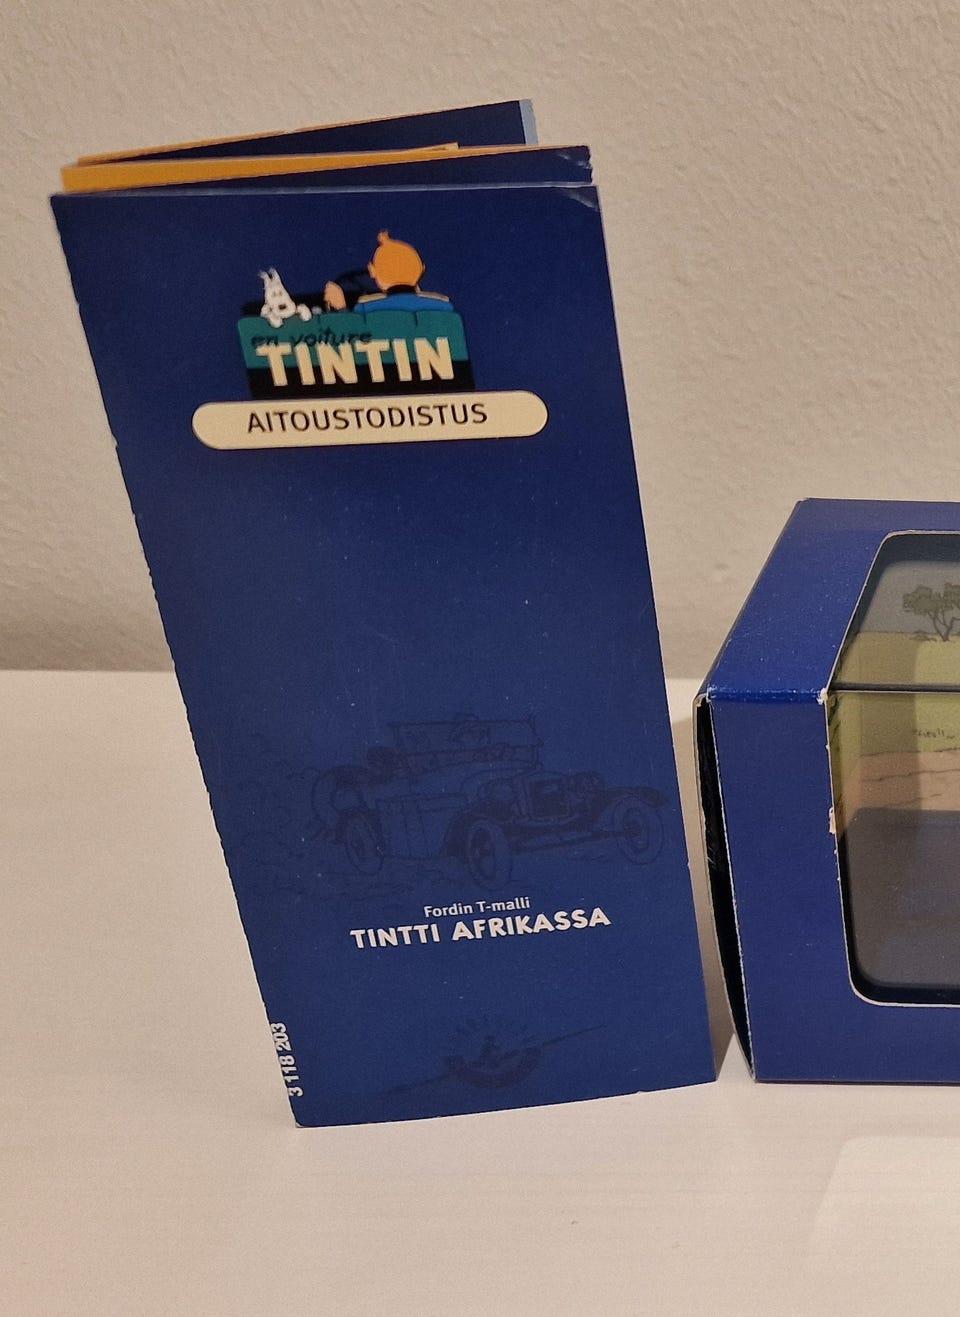 en voiture
TINTIN
AITOUSTODISTUS
Fordin T-malli
TINTTI AFRIKASSA
3 118 203